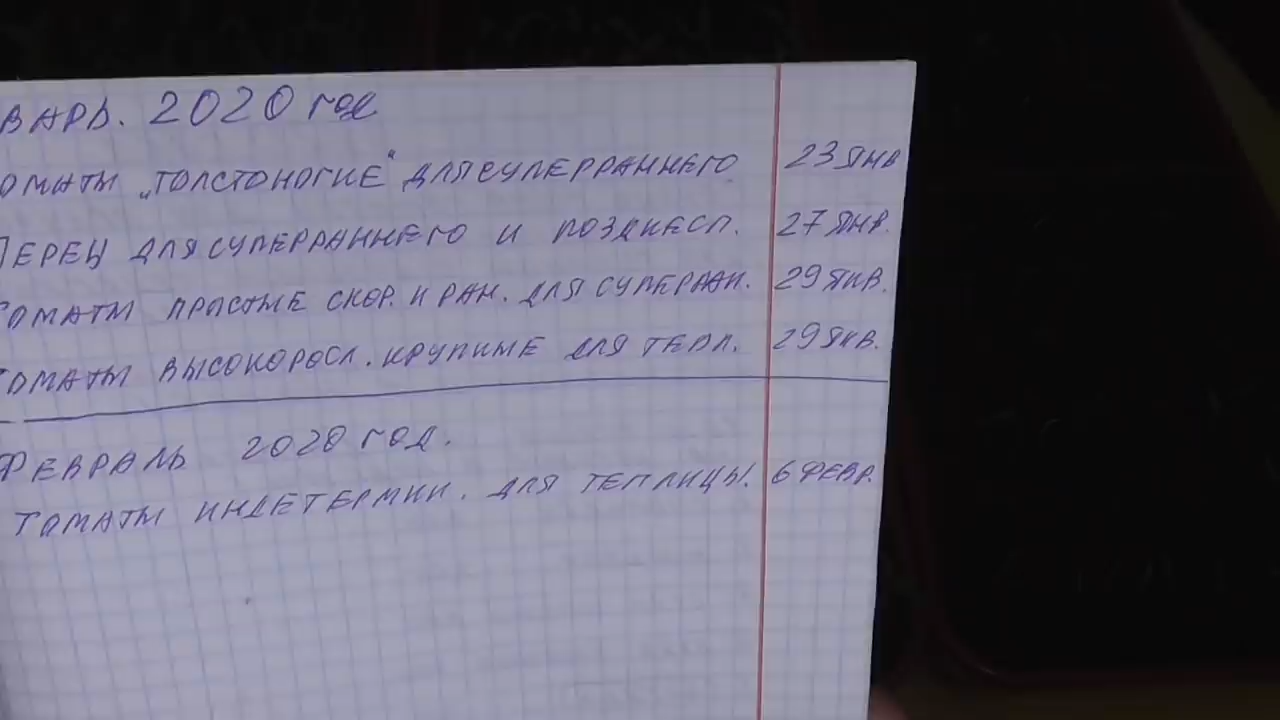 ВАРЬ. 2020 год
ОМАТЫ „ТОЛСТОНОГИЕ“ ДЛЯ СУПЕРРАННЕГО 23 ЯНВ
ПЕРЕЦ ДЛЯ СУПЕРРАННЕГО И ПОЗДНЕСП. 27 ЯНВ.
ТОМАТЫ ПРОСТЫЕ СКОР. И РАН. ДЛЯ СУПЕРРАН. 29 ЯНВ.
ТОМАТЫ ВЫСОКОРОСЛ. КРУПНЫЕ ДЛЯ ТЕПЛ. 29 ЯНВ.
ФЕВРАЛЬ 2020 ГОД.
ТОМАТЫ ИНДЕТЕРМИН. ДЛЯ ТЕПЛИЦЫ. 6 ФЕВР.